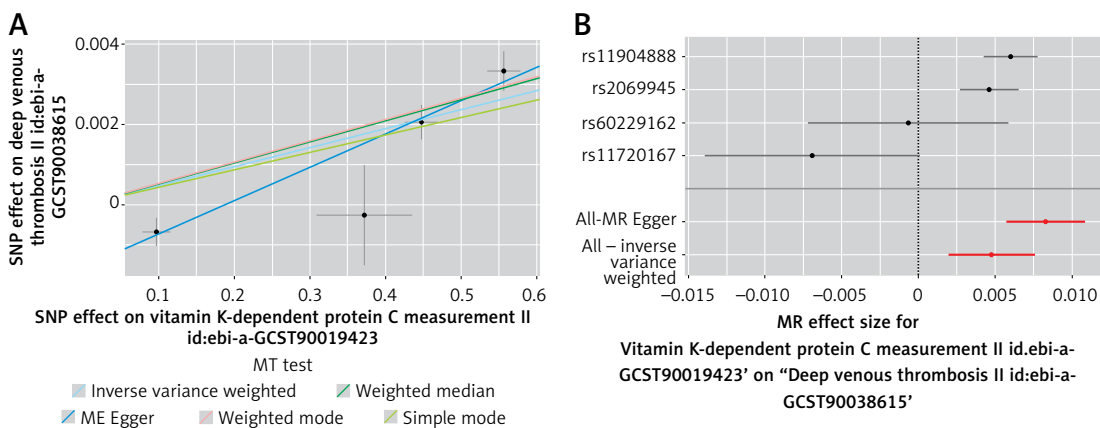 A
SNP effect on deep venous
thrombosis II id:ebi-a-
GCST90038615
0.004
0.002
0
0.1 0.2 0.3 0.4 0.5 0.6
SNP effect on vitamin K-dependent protein C measurement II
id:ebi-a-GCST90019423
MT test
Inverse variance weighted Weighted median
ME Egger Weighted mode Simple mode
B
rs11904888
rs2069945
rs60229162
rs11720167
All-MR Egger
All – inverse
variance
weighted
–0.015 –0.010 –0.005 0 0.005 0.010
MR effect size for
Vitamin K-dependent protein C measurement II id.ebi-a-
GCST90019423’ on “Deep venous thrombosis II id:ebi-a-
GCST90038615’